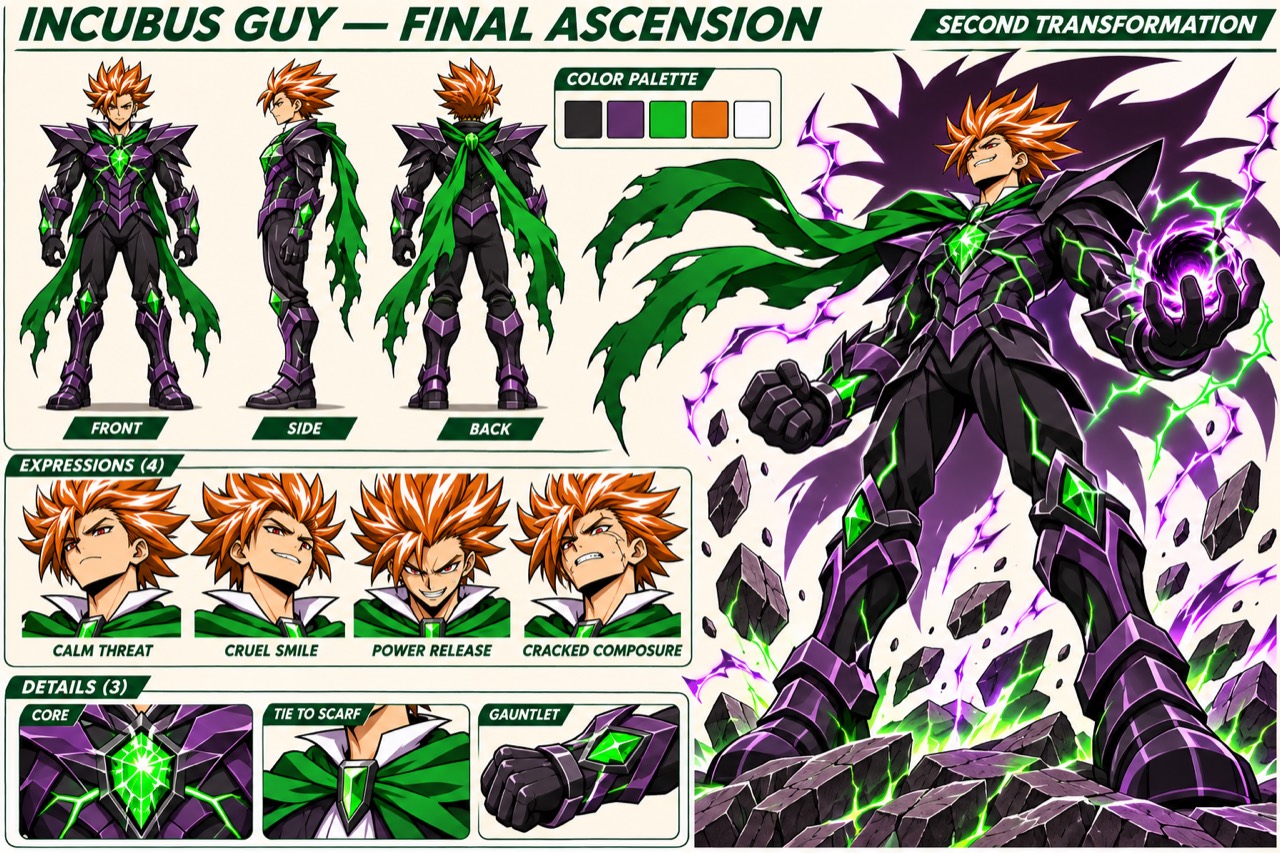 INCUBUS GUY — FINAL ASCENSION
SECOND TRANSFORMATION
COLOR PALETTE
FRONT
SIDE
BACK
EXPRESSIONS (4)
CALM THREAT
CRUEL SMILE
POWER RELEASE
CRACKED COMPOSURE
DETAILS (3)
CORE
TIE TO SCARF
GAUNTLET